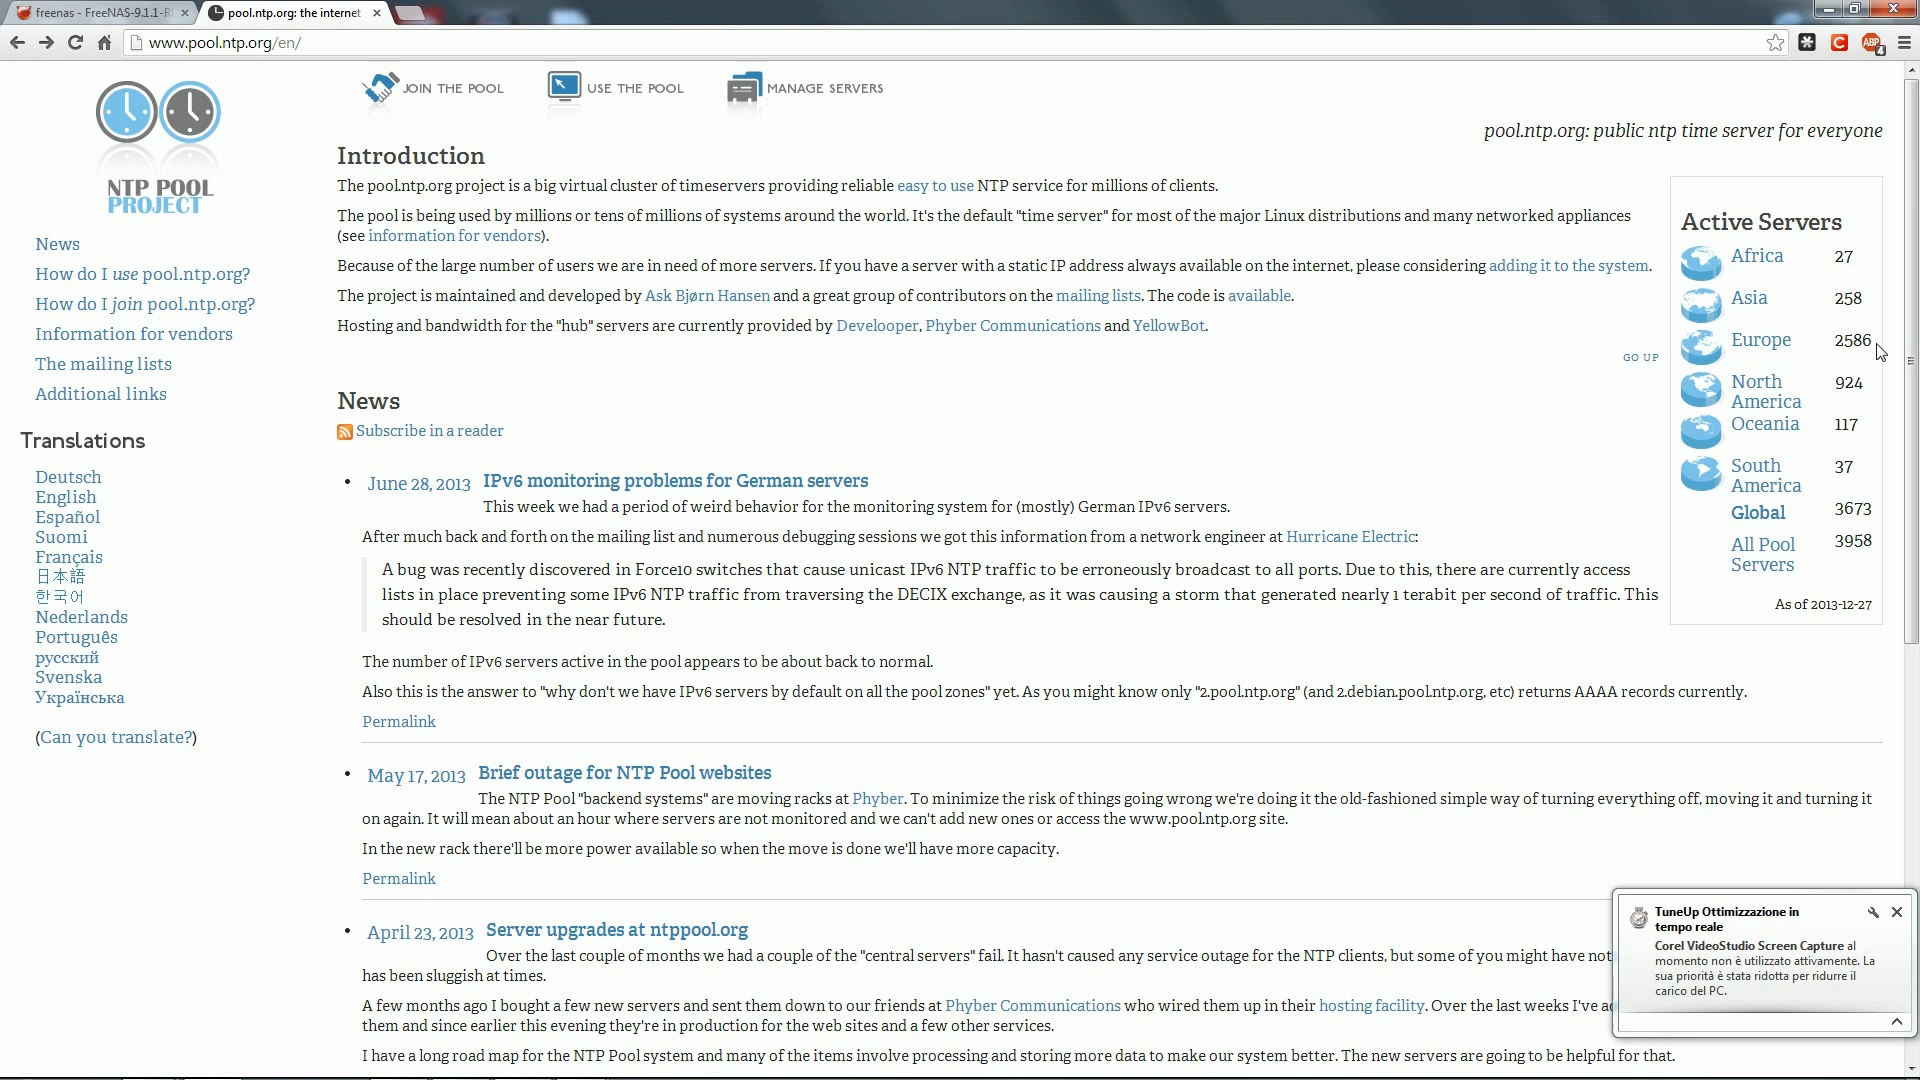 freenas - FreeNAS-9.1.1-R
pool.ntp.org: the internet
www.pool.ntp.org/en/
ABP
4
JOIN THE POOL
USE THE POOL
MANAGE SERVERS
pool.ntp.org: public ntp time server for everyone
NTP POOL
PROJECT
News
How do I use pool.ntp.org?
How do I join pool.ntp.org?
Information for vendors
The mailing lists
Additional links
Translations
Deutsch
English
Español
Suomi
Français
日本語
한국어
Nederlands
Português
русский
Svenska
Українська
(Can you translate?)
Introduction
The pool.ntp.org project is a big virtual cluster of timeservers providing reliable easy to use NTP service for millions of clients.
The pool is being used by millions or tens of millions of systems around the world. It's the default "time server" for most of the major Linux distributions and many networked appliances
(see information for vendors).
Because of the large number of users we are in need of more servers. If you have a server with a static IP address always available on the internet, please considering adding it to the system.
The project is maintained and developed by Ask Bjørn Hansen and a great group of contributors on the mailing lists. The code is available.
Hosting and bandwidth for the "hub" servers are currently provided by Develooper, Phyber Communications and YellowBot.
GO UP
Active Servers
Africa 27
Asia 258
Europe 2586
North America 924
Oceania 117
South America 37
Global 3673
All Pool Servers 3958
As of 2013-12-27
News
Subscribe in a reader
• June 28, 2013 IPv6 monitoring problems for German servers
This week we had a period of weird behavior for the monitoring system for (mostly) German IPv6 servers.
After much back and forth on the mailing list and numerous debugging sessions we got this information from a network engineer at Hurricane Electric:
A bug was recently discovered in Force10 switches that cause unicast IPv6 NTP traffic to be erroneously broadcast to all ports. Due to this, there are currently access
lists in place preventing some IPv6 NTP traffic from traversing the DECIX exchange, as it was causing a storm that generated nearly 1 terabit per second of traffic. This
should be resolved in the near future.
The number of IPv6 servers active in the pool appears to be about back to normal.
Also this is the answer to "why don't we have IPv6 servers by default on all the pool zones" yet. As you might know only "2.pool.ntp.org" (and 2.debian.pool.ntp.org, etc) returns AAAA records currently.
Permalink
• May 17, 2013 Brief outage for NTP Pool websites
The NTP Pool "backend systems" are moving racks at Phyber. To minimize the risk of things going wrong we're doing it the old-fashioned simple way of turning everything off, moving it and turning it
on again. It will mean about an hour where servers are not monitored and we can't add new ones or access the www.pool.ntp.org site.
In the new rack there'll be more power available so when the move is done we'll have more capacity.
Permalink
• April 23, 2013 Server upgrades at ntppool.org
Over the last couple of months we had a couple of the "central servers" fail. It hasn't caused any service outage for the NTP clients, but some of you might have not
has been sluggish at times.
A few months ago I bought a few new servers and sent them down to our friends at Phyber Communications who wired them up in their hosting facility. Over the last weeks I've a
them and since earlier this evening they're in production for the web sites and a few other services.
I have a long road map for the NTP Pool system and many of the items involve processing and storing more data to make our system better. The new servers are going to be helpful for that.
TuneUp Ottimizzazione in
tempo reale
Corel VideoStudio Screen Capture al
momento non è utilizzato attivamente. La
sua priorità è stata ridotta per ridurre il
carico del PC.